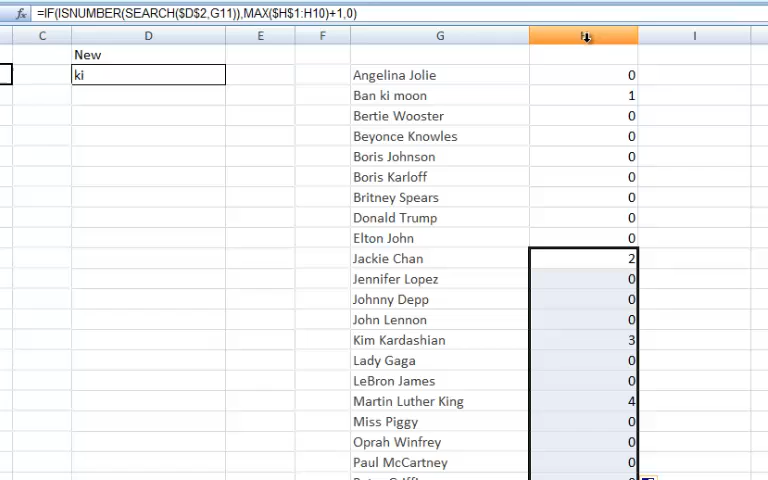 fx =IF(ISNUMBER(SEARCH($D$2,G11)),MAX($H$1:H10)+1,0)
C D E F G I
New
ki
Angelina Jolie 0
Ban ki moon 1
Bertie Wooster 0
Beyonce Knowles 0
Boris Johnson 0
Boris Karloff 0
Britney Spears 0
Donald Trump 0
Elton John 0
Jackie Chan 2
Jennifer Lopez 0
Johnny Depp 0
John Lennon 0
Kim Kardashian 3
Lady Gaga 0
LeBron James 0
Martin Luther King 4
Miss Piggy 0
Oprah Winfrey 0
Paul McCartney 0